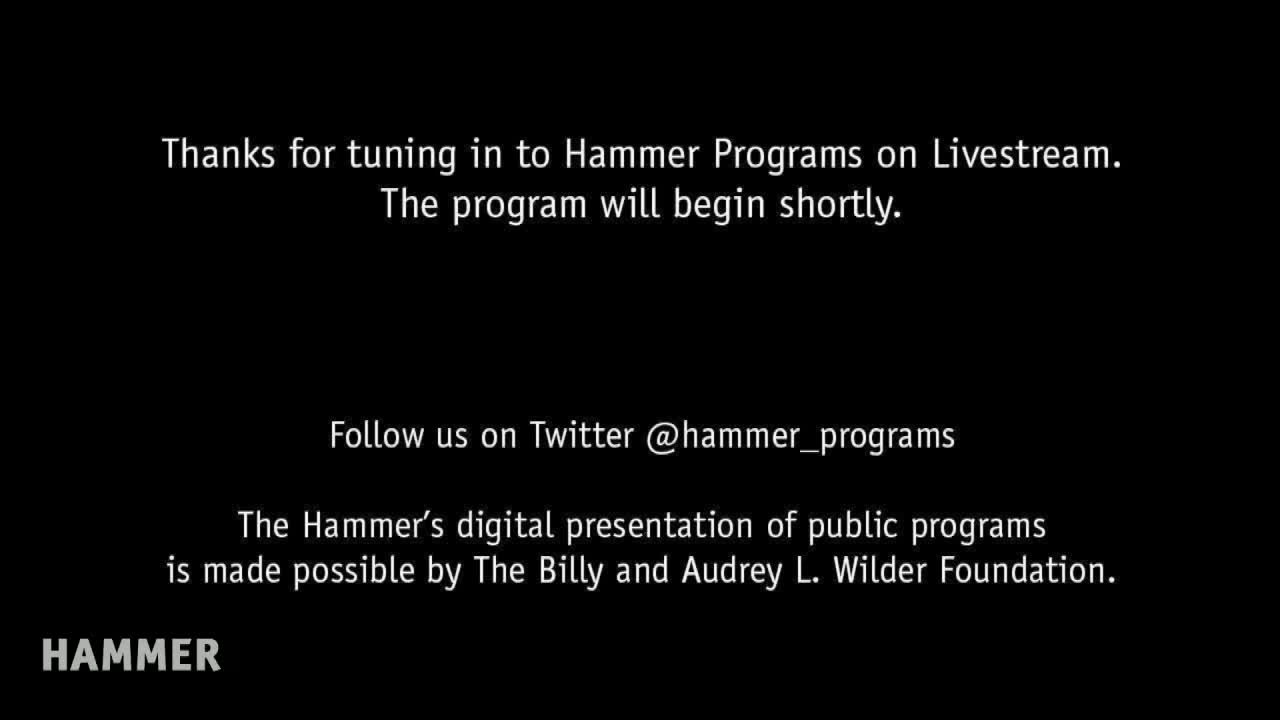 Thanks for tuning in to Hammer Programs on Livestream.
The program will begin shortly.
Follow us on Twitter @hammer_programs
The Hammer’s digital presentation of public programs
is made possible by The Billy and Audrey L. Wilder Foundation.
HAMMER